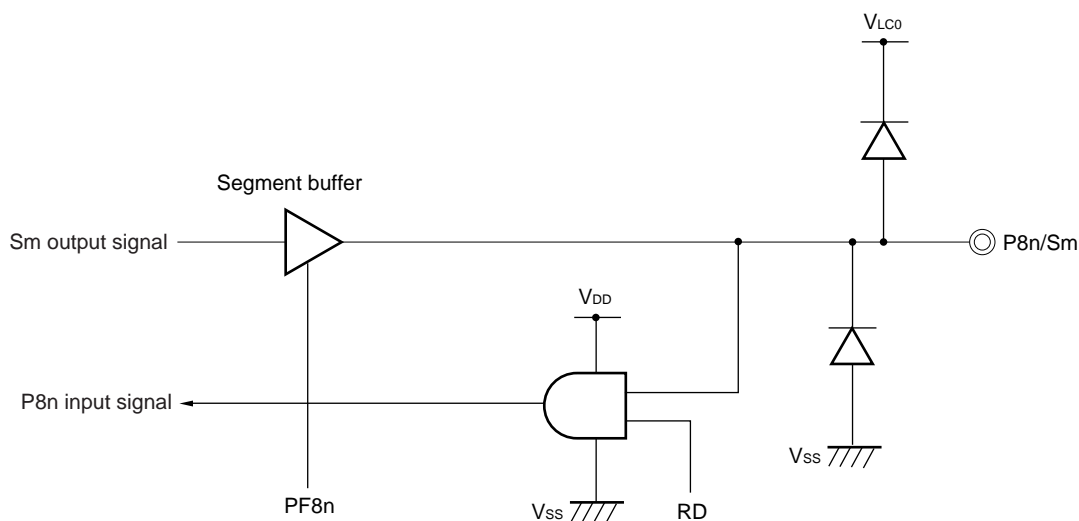 VLC0
Segment buffer
Sm output signal
P8n/Sm
VDD
P8n input signal
VSS
PF8n
VSS
RD